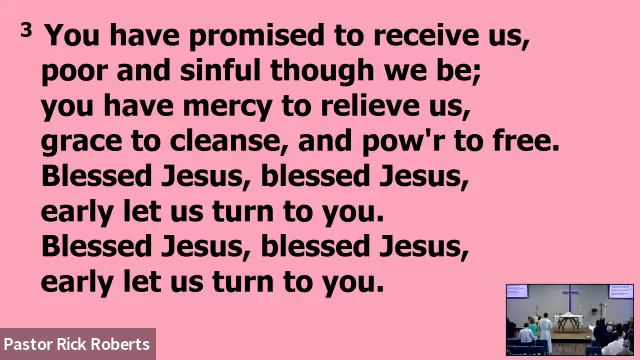 3 You have promised to receive us,
poor and sinful though we be;
you have mercy to relieve us,
grace to cleanse, and pow'r to free.
Blessed Jesus, blessed Jesus,
early let us turn to you.
Blessed Jesus, blessed Jesus,
early let us turn to you.
Pastor Rick Roberts